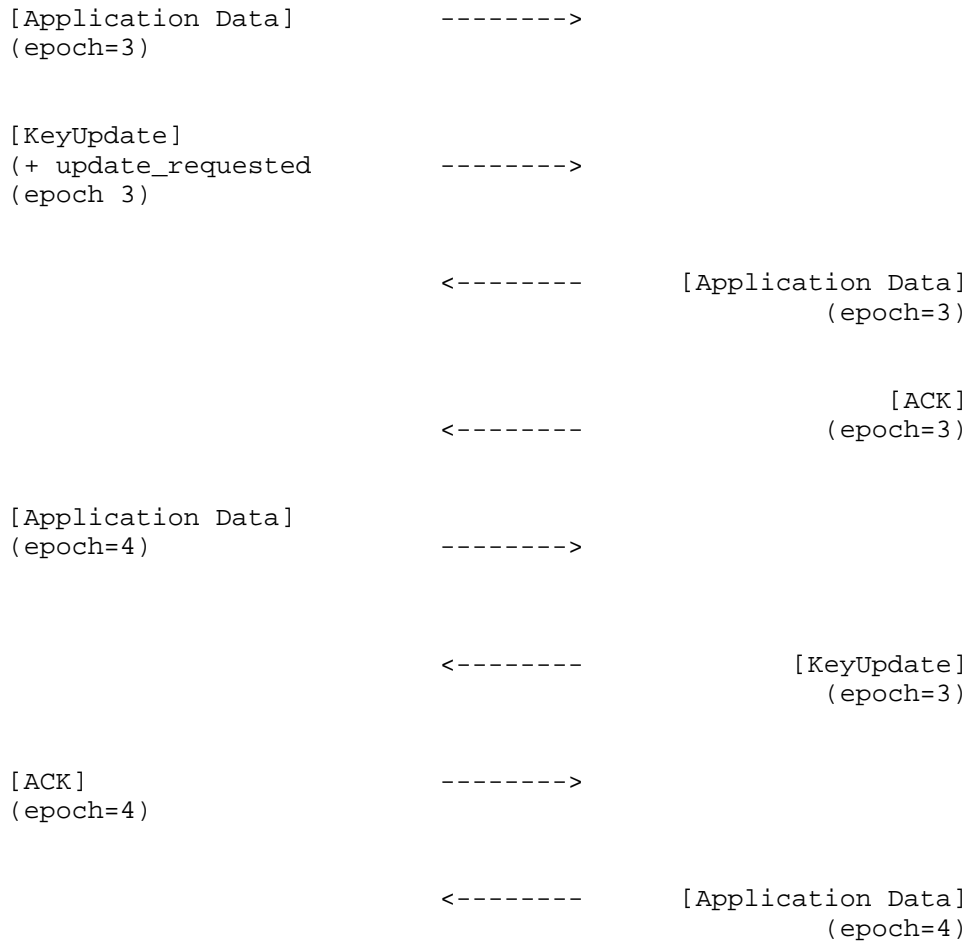 [Application Data] -------->
(epoch=3)
[KeyUpdate]
(+ update_requested -------->
(epoch 3)
<-------- [Application Data]
(epoch=3)
[ACK]
<-------- (epoch=3)
[Application Data]
(epoch=4) -------->
<-------- [KeyUpdate]
(epoch=3)
[ACK] -------->
(epoch=4)
<-------- [Application Data]
(epoch=4)